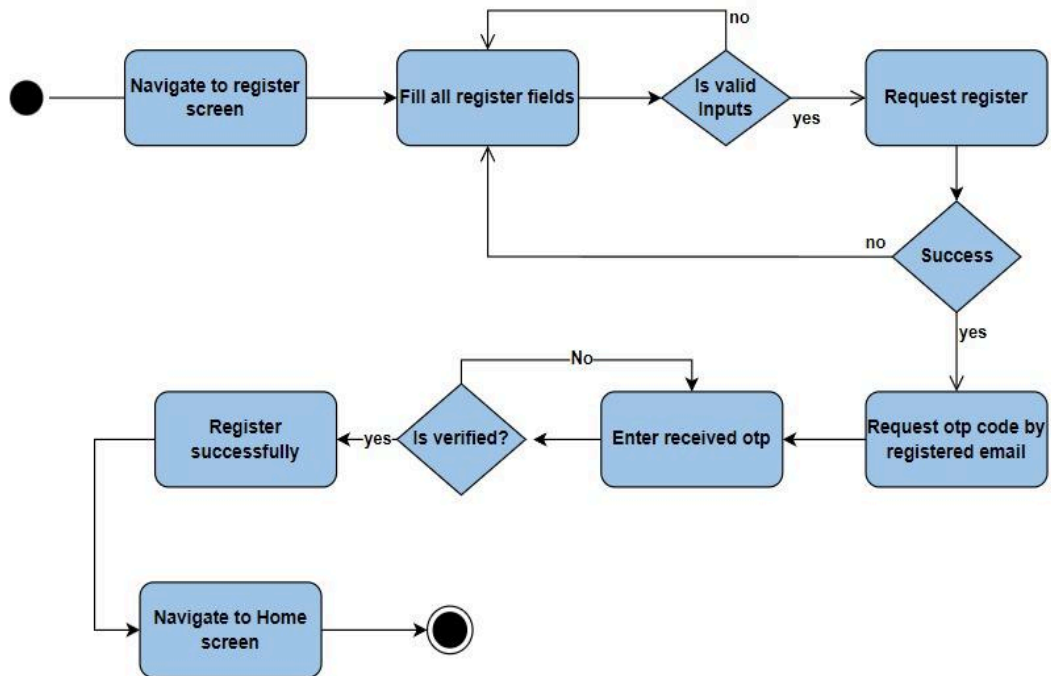 no
Navigate to register
screen
Fill all register fields
Is valid
Inputs
yes
Request register
no
Success
yes
No
Register
successfully
yes
Is verified?
Enter received otp
Request otp code by
registered email
Navigate to Home
screen